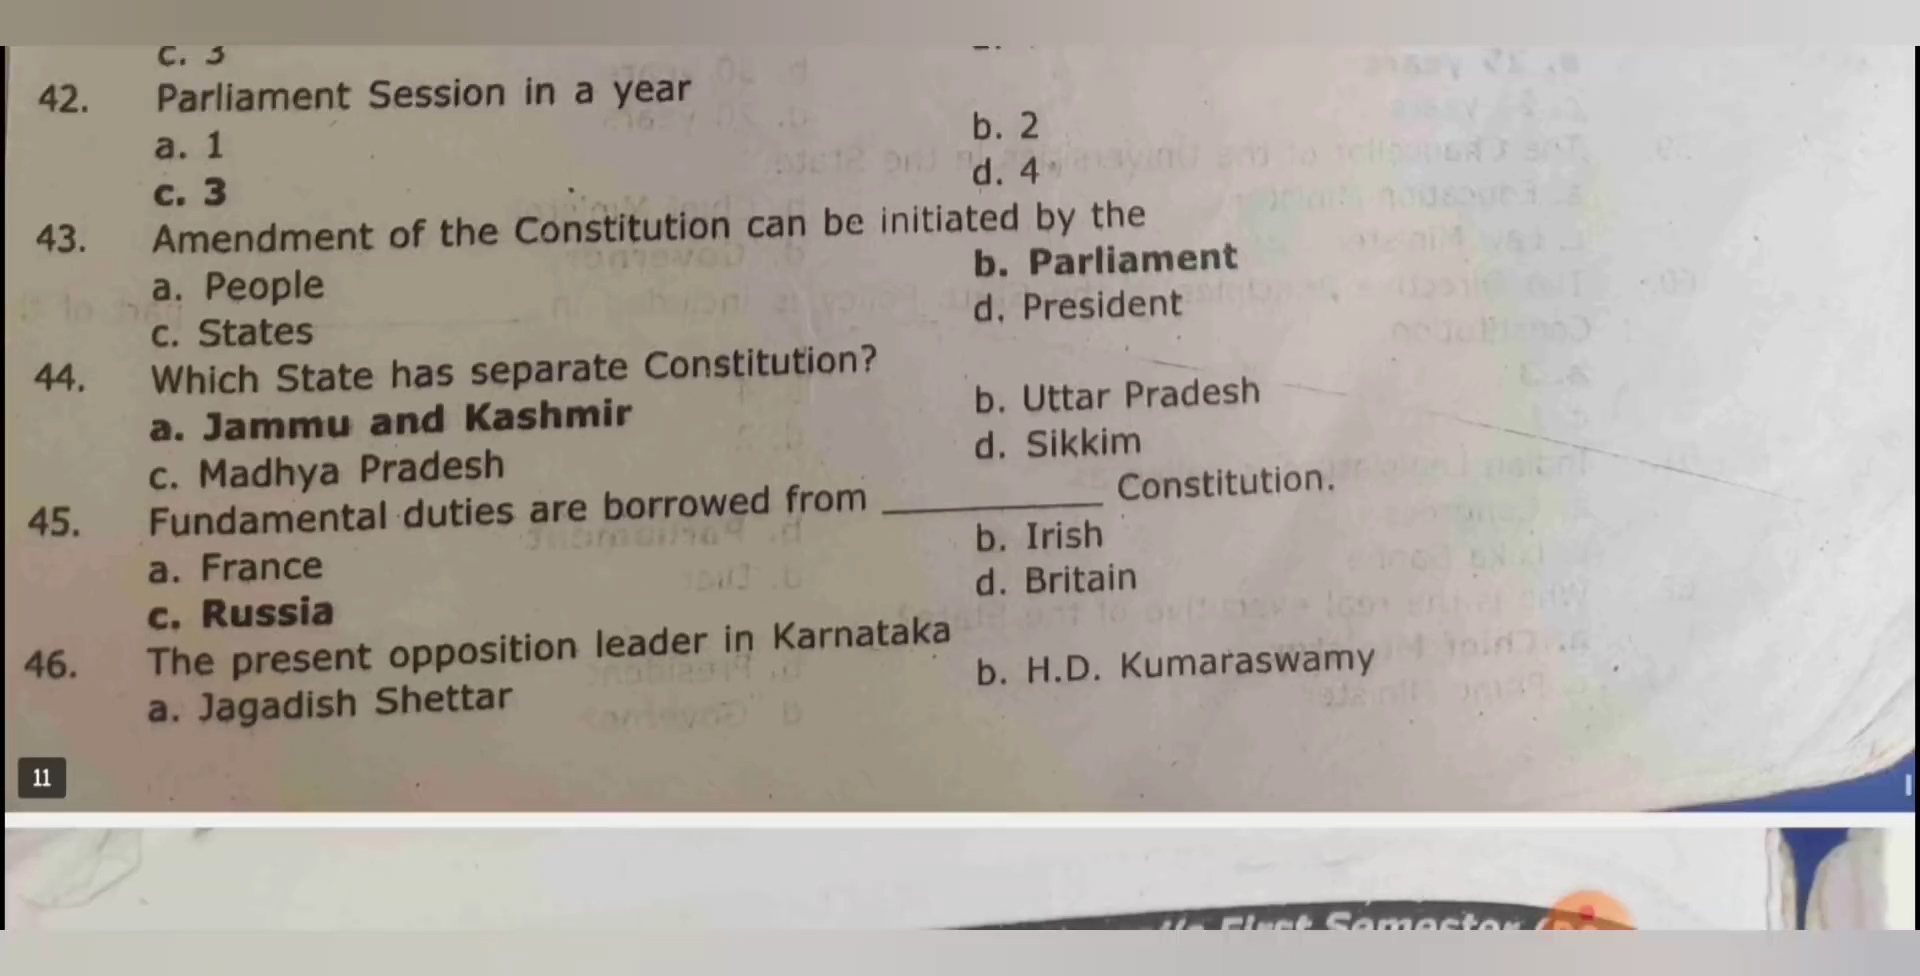 c. 3
42. Parliament Session in a year
a. 1 b. 2
c. 3 d. 4
43. Amendment of the Constitution can be initiated by the
a. People b. Parliament
c. States d. President
44. Which State has separate Constitution?
a. Jammu and Kashmir b. Uttar Pradesh
c. Madhya Pradesh d. Sikkim
45. Fundamental duties are borrowed from __________ Constitution.
a. France b. Irish
c. Russia d. Britain
46. The present opposition leader in Karnataka
a. Jagadish Shettar b. H.D. Kumaraswamy
11
First Semester